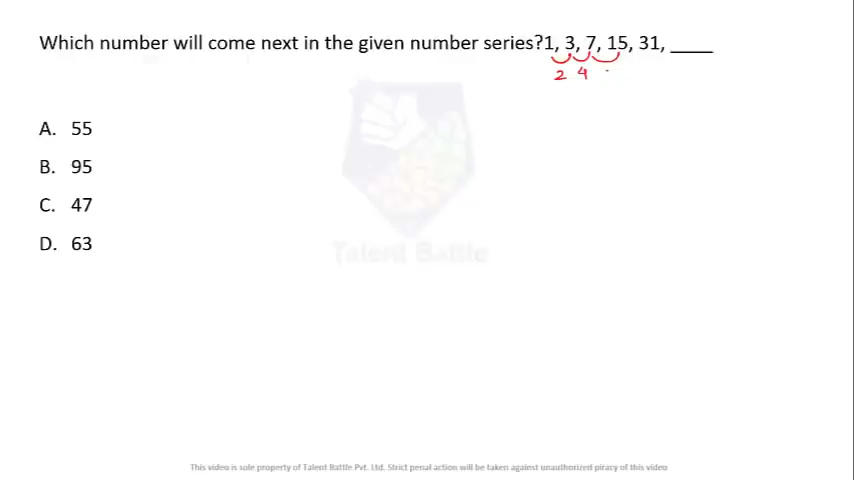 Which number will come next in the given number series?1, 3, 7, 15, 31, ____
2 4
A. 55
B. 95
C. 47
D. 63
Talent Battle
This video is sole property of Talent Battle Pvt. Ltd. Strict penal action will be taken against unauthorized piracy of this video